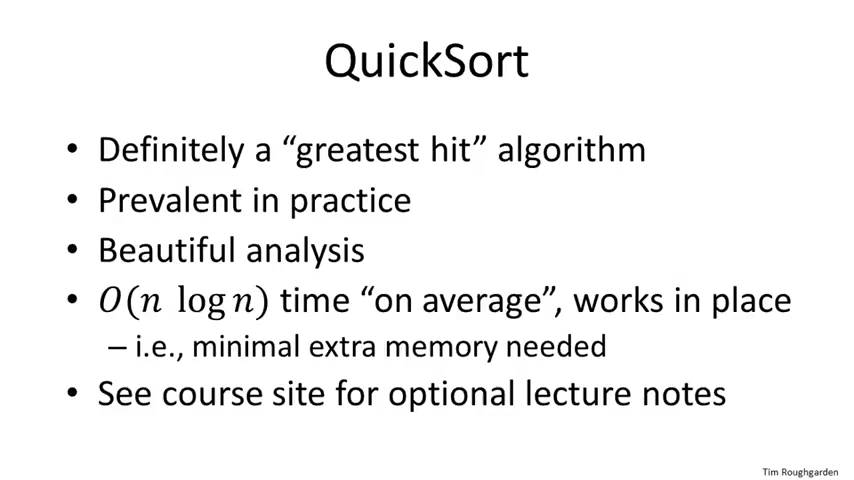 QuickSort
• Definitely a “greatest hit” algorithm
• Prevalent in practice
• Beautiful analysis
• O(n log n) time “on average”, works in place
– i.e., minimal extra memory needed
• See course site for optional lecture notes
Tim Roughgarden